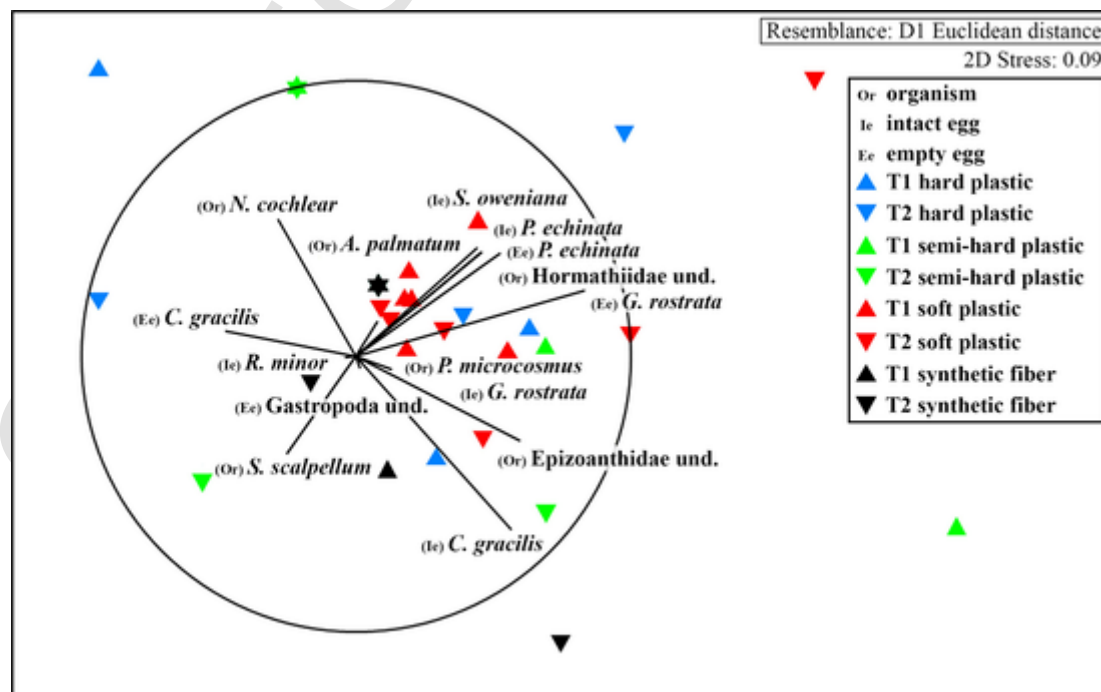 Resemblance: D1 Euclidean distance
2D Stress: 0.09
Or organism
Ie intact egg
Ee empty egg
T1 hard plastic
T2 hard plastic
T1 semi-hard plastic
T2 semi-hard plastic
T1 soft plastic
T2 soft plastic
T1 synthetic fiber
T2 synthetic fiber
(Ie) S. oweniana
(Or) N. cochlear
(Ie) P. echinata
(Or) A. palmatum
(Ee) P. echinata
(Or) Hormathiidae und.
(Ee) G. rostrata
(Ee) C. gracilis
(Ie) R. minor
(Or) P. microcosmus
(Ie) G. rostrata
(Ee) Gastropoda und.
(Or) Epizoanthidae und.
(Or) S. scalpellum
(Ie) C. gracilis